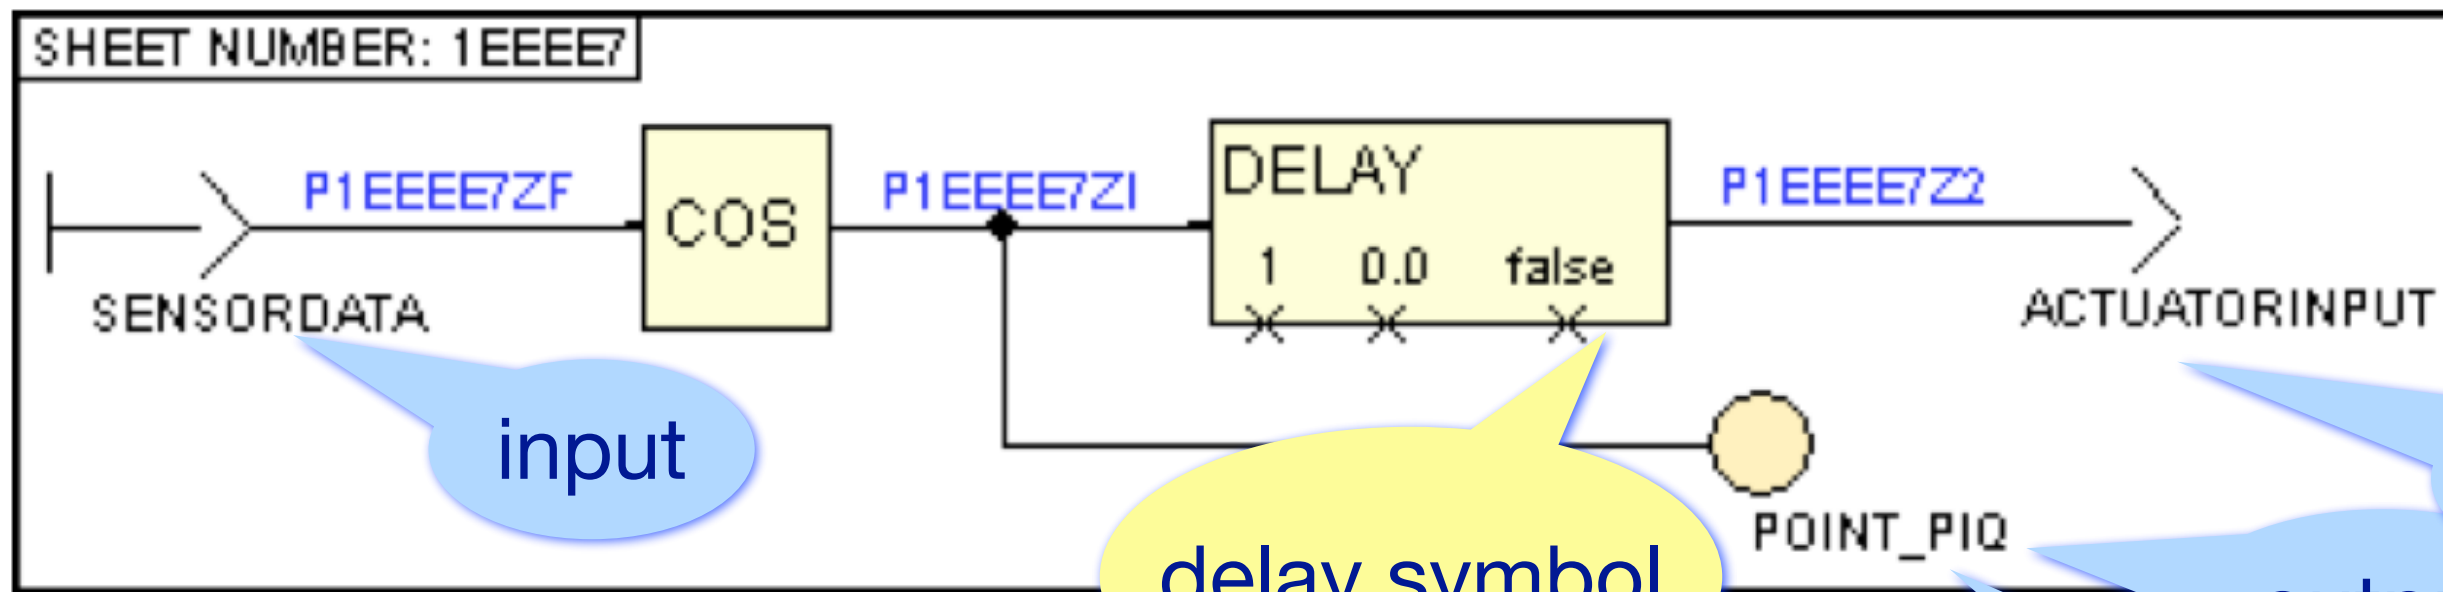 SHEET NUMBER: 1EEEE7
P1EEEE7ZF
COS
P1EEEE7ZI
DELAY
1 0.0 false
P1EEEE7Z2
SENSORDATA
ACTUATORINPUT
input
POINT_PIQ
delay symbol